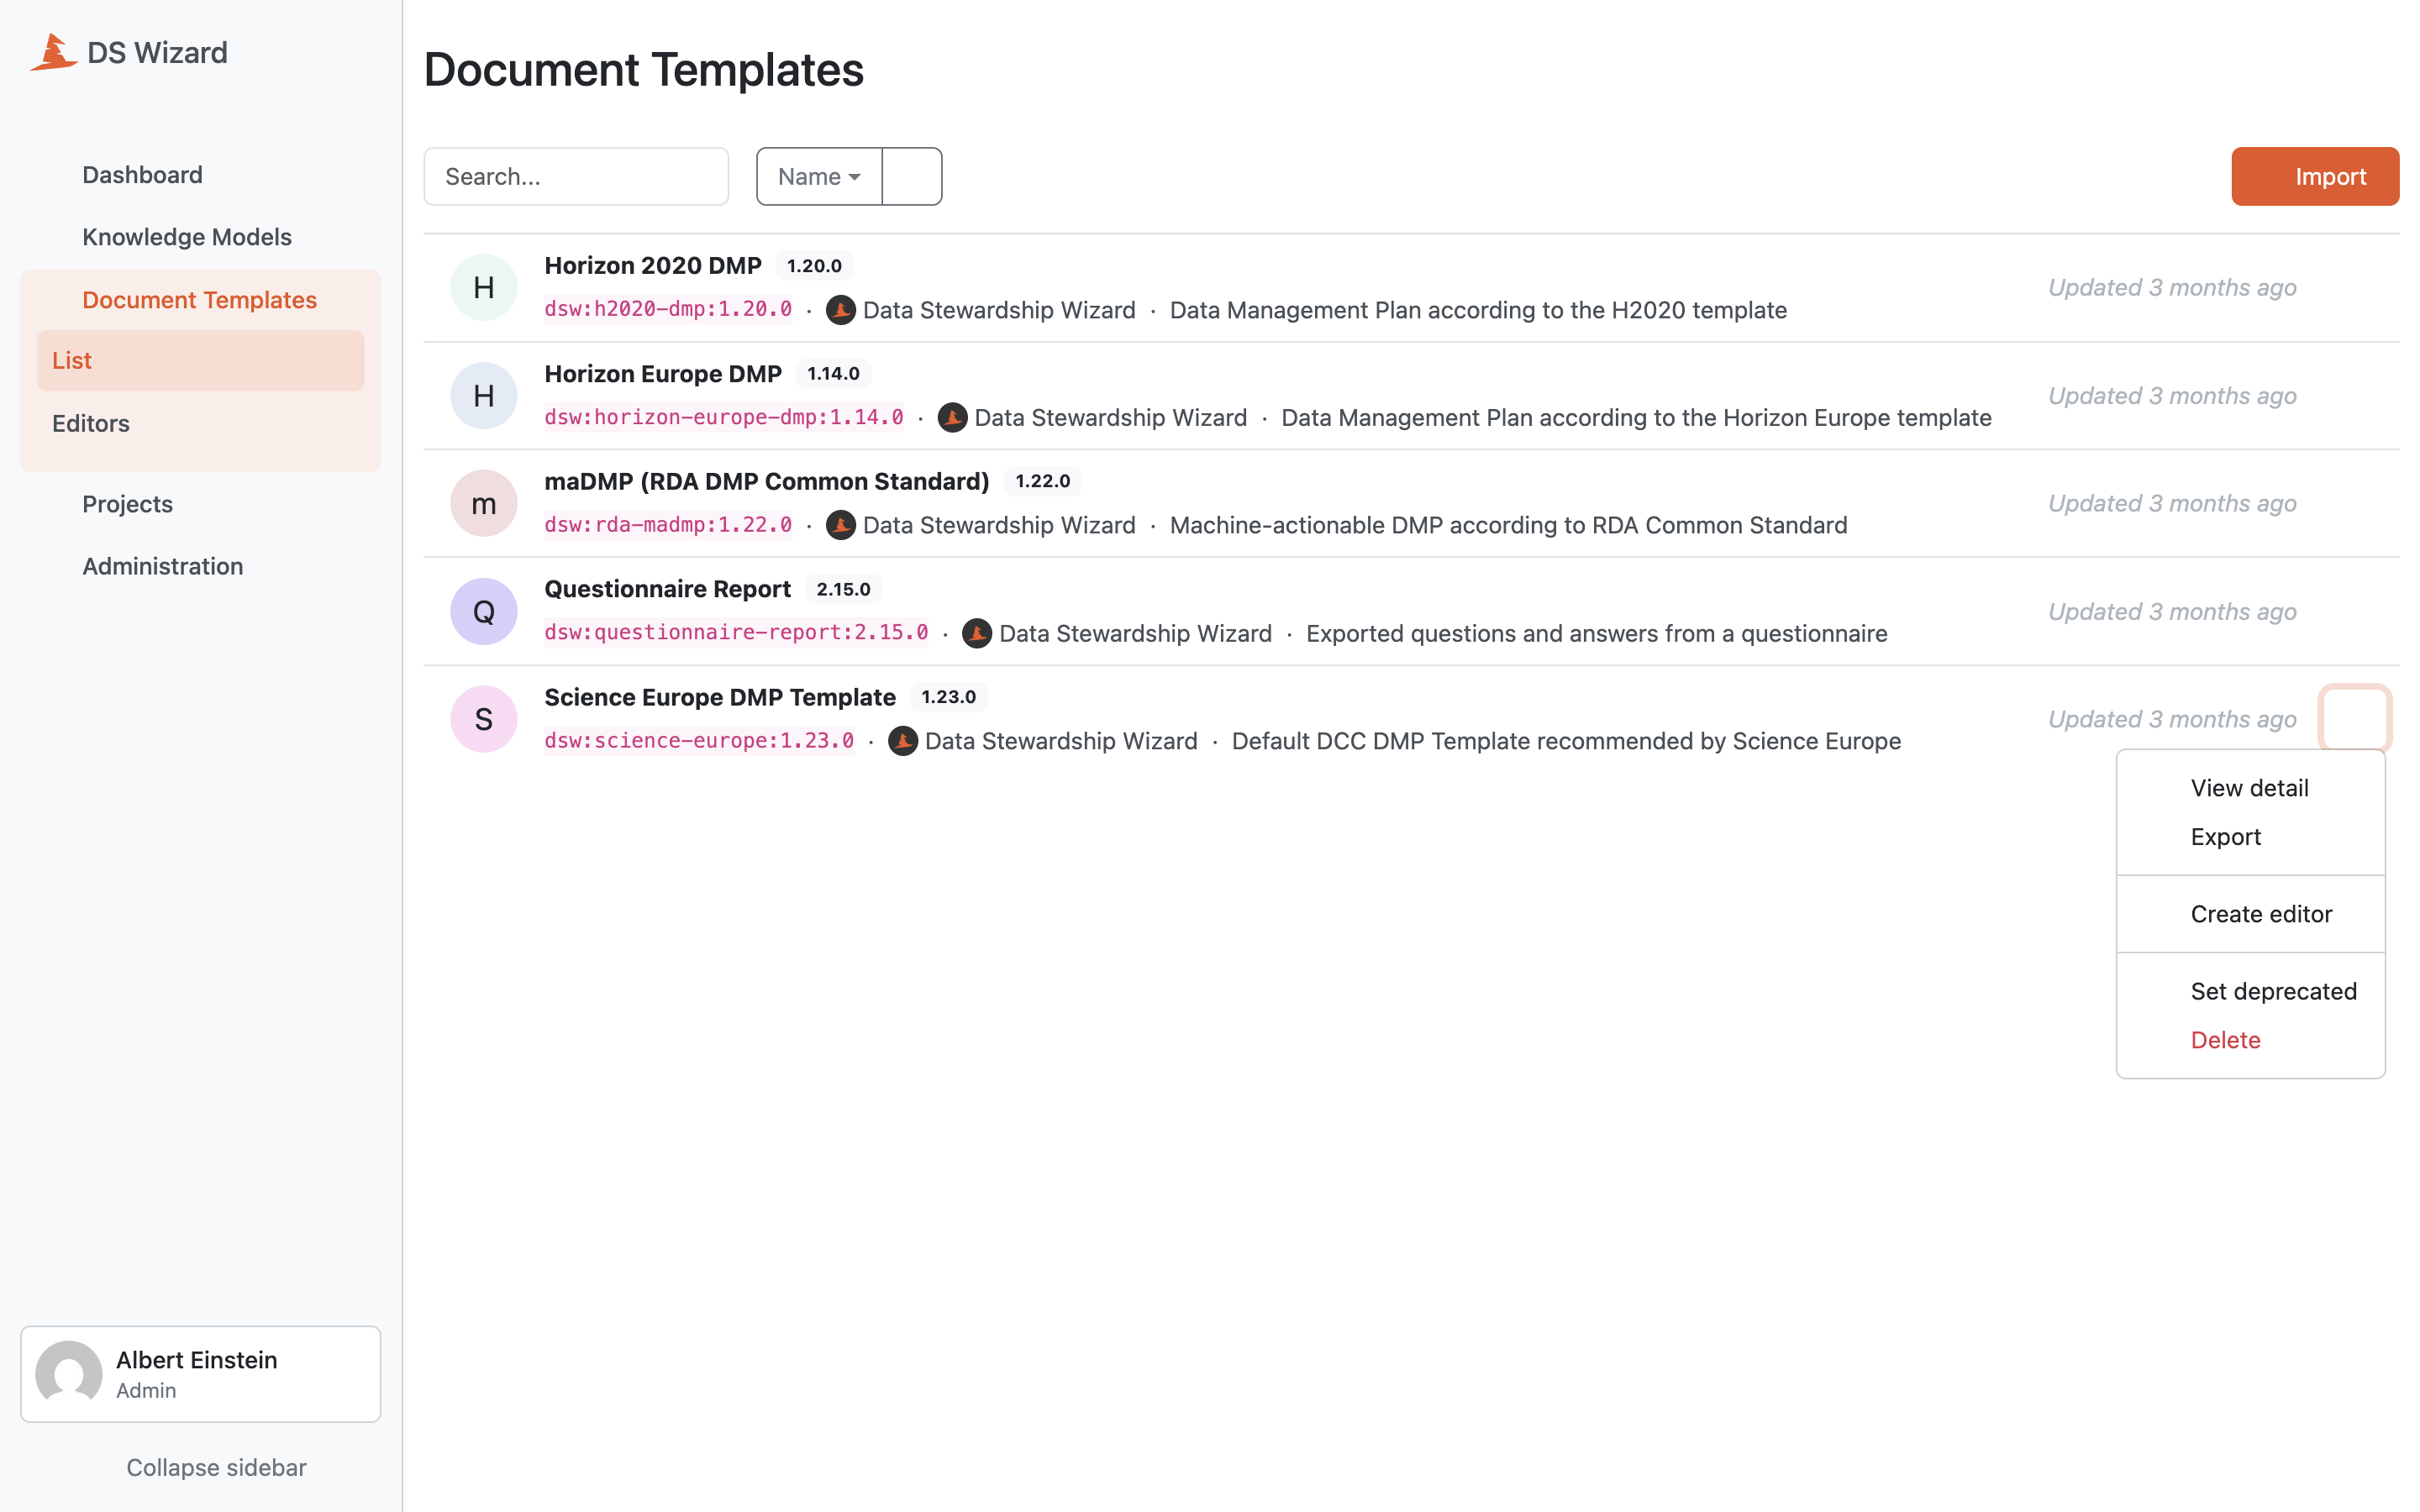 DS Wizard
Dashboard
Knowledge Models
Document Templates
List
Editors
Projects
Administration
Albert Einstein
Admin
Collapse sidebar
Document Templates
Search...
Name
Import
H
Horizon 2020 DMP 1.20.0
dsw:h2020-dmp:1.20.0 · Data Stewardship Wizard · Data Management Plan according to the H2020 template
Updated 3 months ago
H
Horizon Europe DMP 1.14.0
dsw:horizon-europe-dmp:1.14.0 · Data Stewardship Wizard · Data Management Plan according to the Horizon Europe template
Updated 3 months ago
m
maDMP (RDA DMP Common Standard) 1.22.0
dsw:rda-madmp:1.22.0 · Data Stewardship Wizard · Machine-actionable DMP according to RDA Common Standard
Updated 3 months ago
Q
Questionnaire Report 2.15.0
dsw:questionnaire-report:2.15.0 · Data Stewardship Wizard · Exported questions and answers from a questionnaire
Updated 3 months ago
S
Science Europe DMP Template 1.23.0
dsw:science-europe:1.23.0 · Data Stewardship Wizard · Default DCC DMP Template recommended by Science Europe
Updated 3 months ago
View detail
Export
Create editor
Set deprecated
Delete